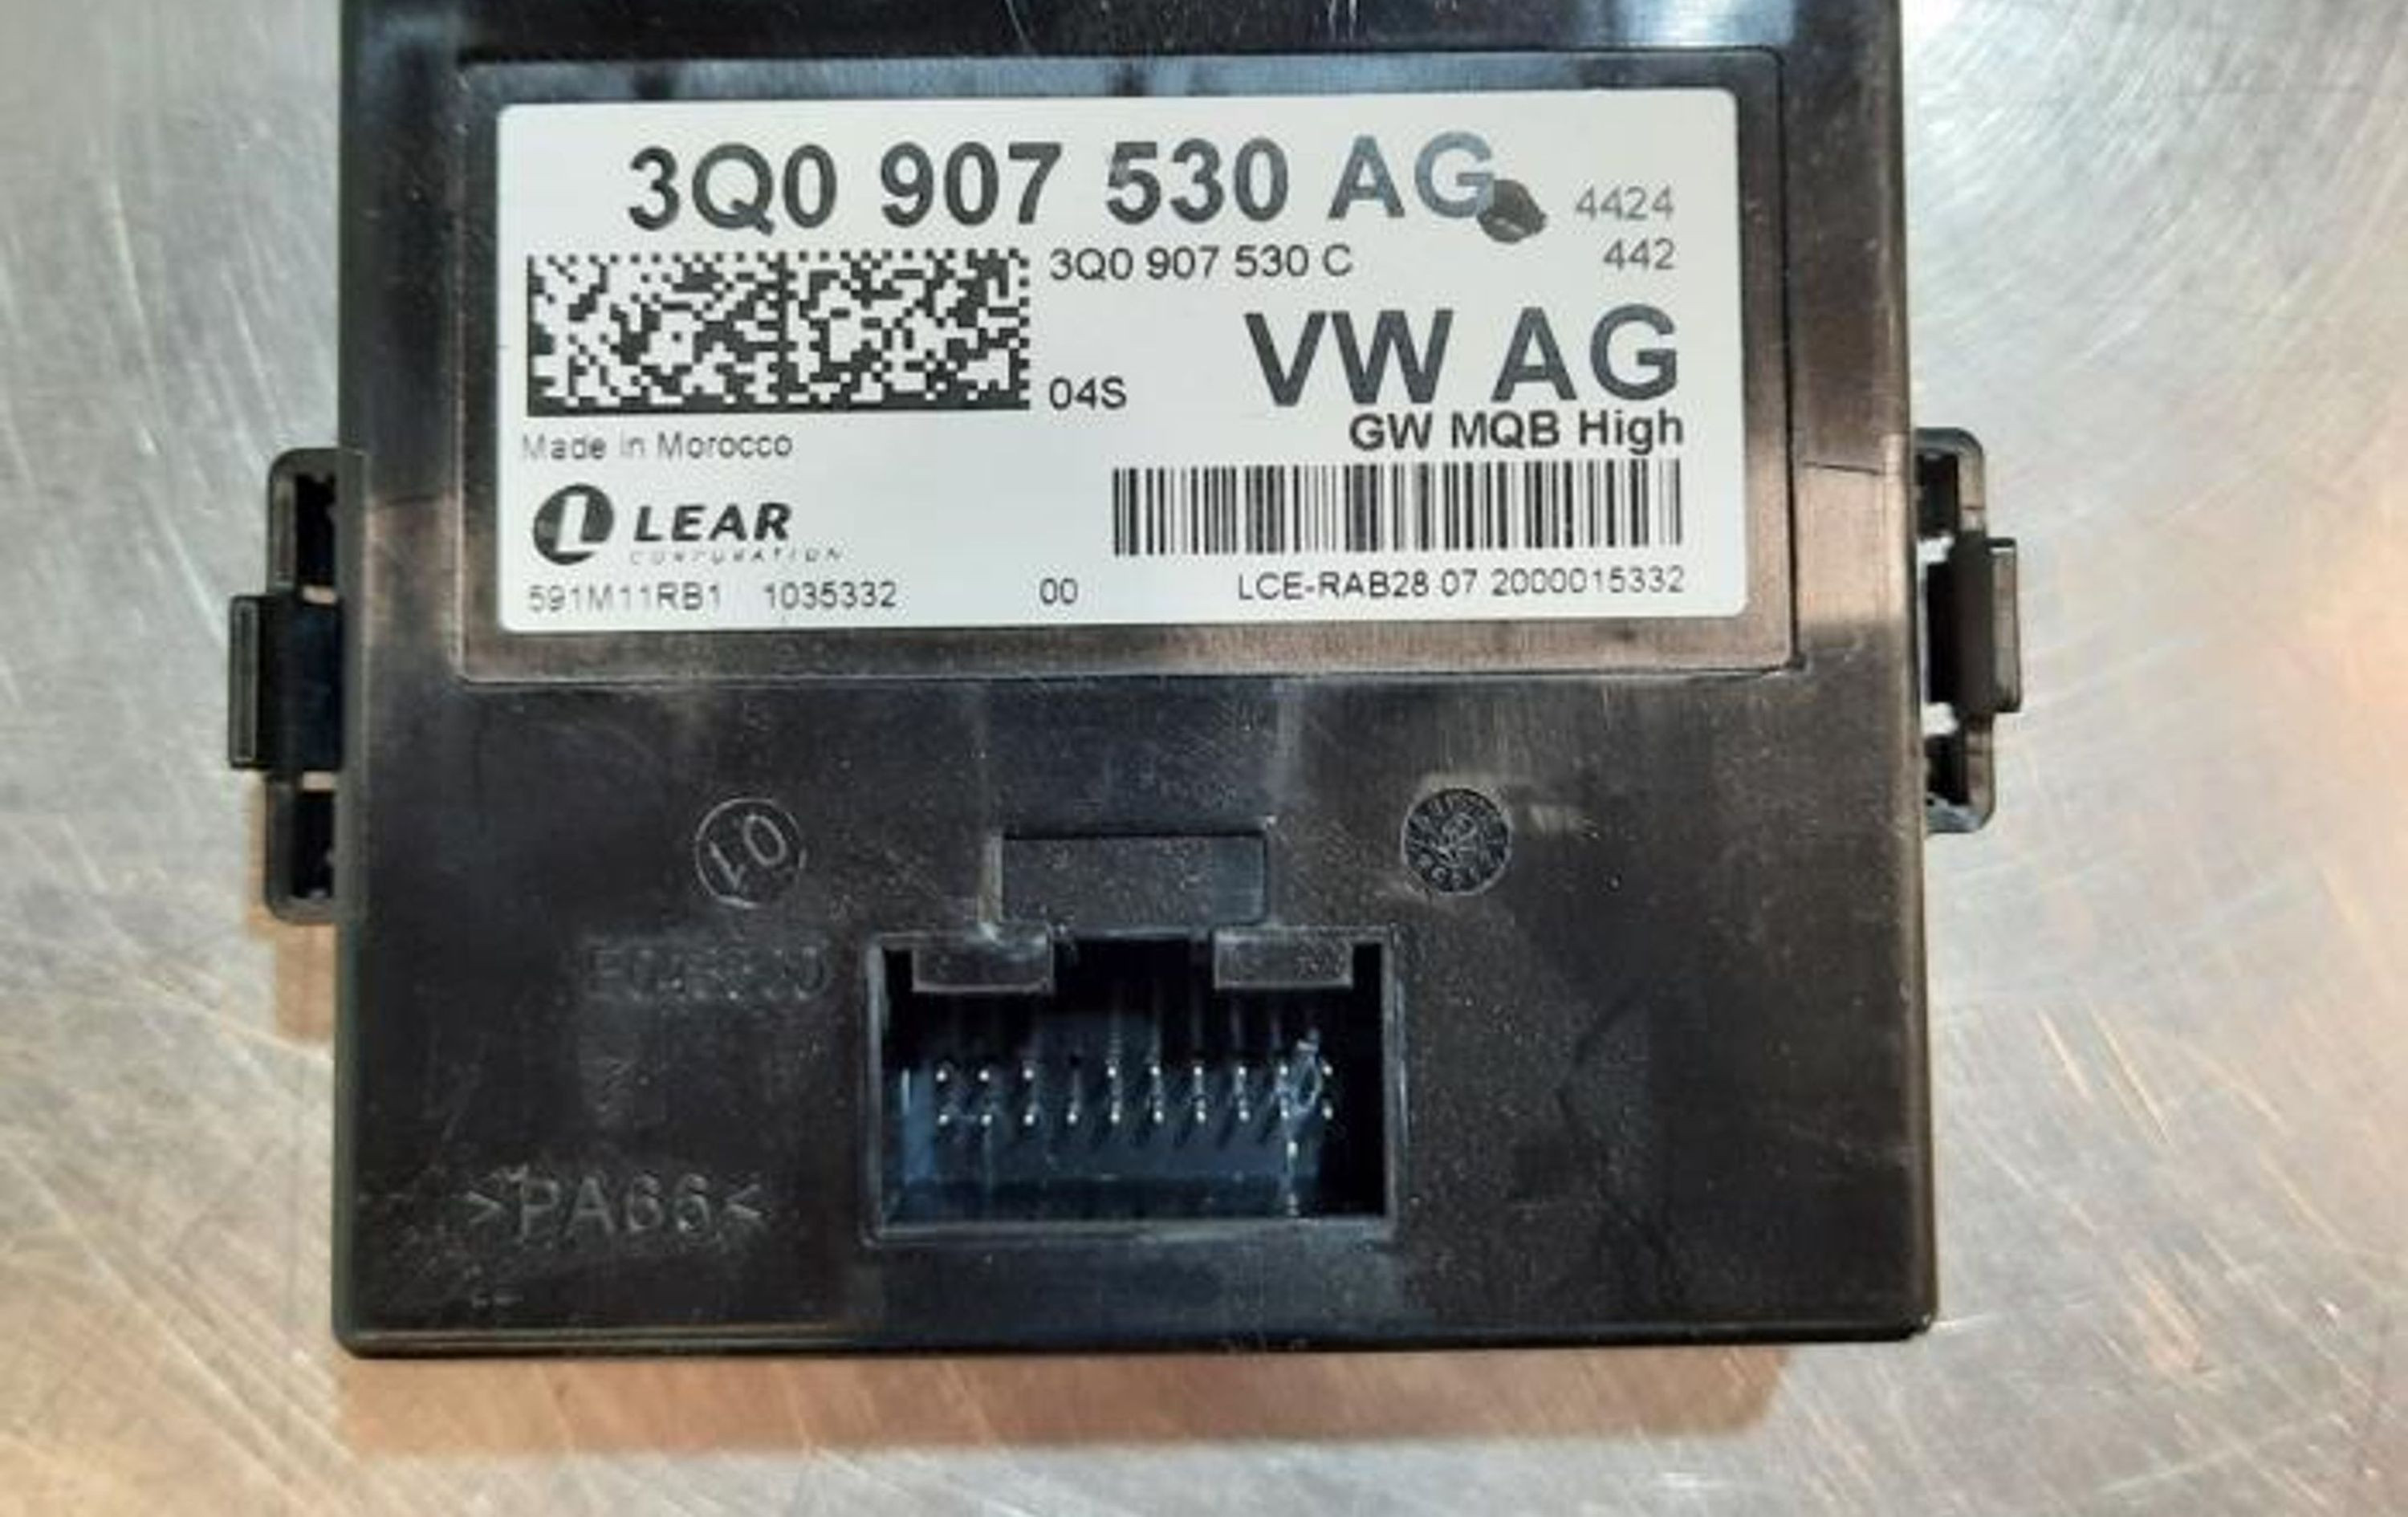 3Q0 907 530 AG
4424
3Q0 907 530 C
442
VW AG
04S
GW MQB High
Made in Morocco
LEAR
CORPORATION
591M11RB1 1035332 00 LCE-RAB28 07 2000015332
01
>PA66<